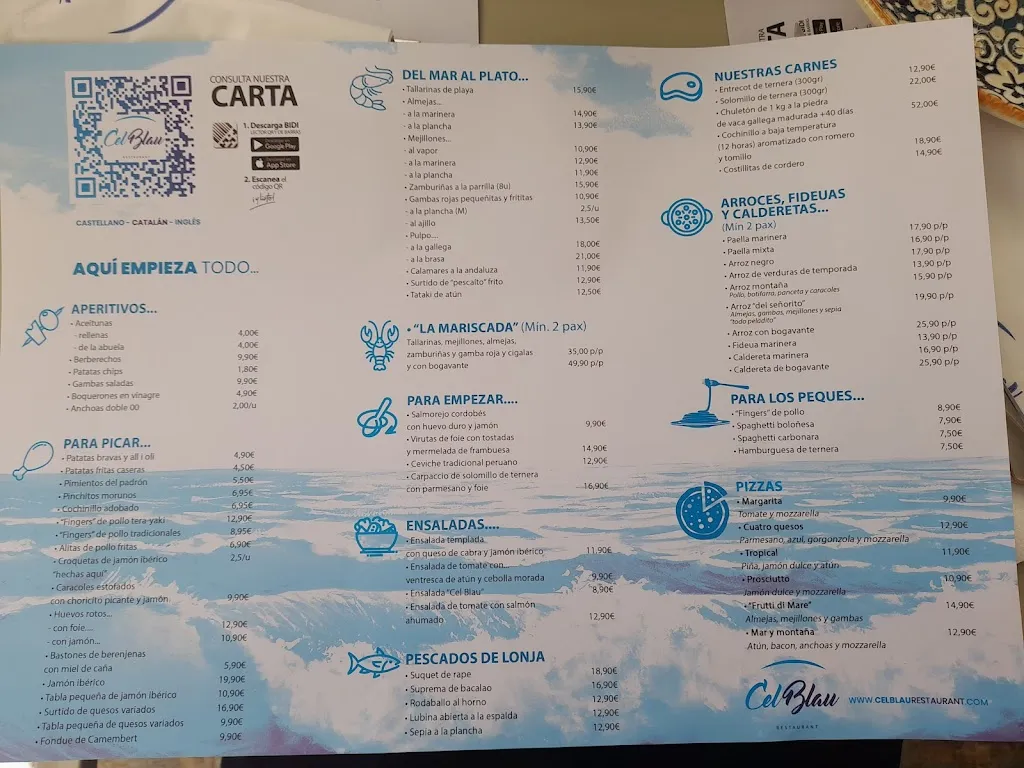 Cel Blau
RESTAURANT
CONSULTA NUESTRA
CARTA
1. Descarga BIDI
LECTOR QR Y DE BARRAS
Google Play
App Store
2. Escanea el
código QR
¡y listo!
CASTELLANO - CATALÁN - INGLÉS
AQUÍ EMPIEZA TODO...
APERITIVOS...
• Aceitunas
- rellenas 4,00€
- de la abuela 4,00€
• Berberechos 9,90€
• Patatas chips 1,80€
• Gambas saladas 9,90€
• Boquerones en vinagre 4,90€
• Anchoas doble 00 2,00/u
PARA PICAR...
• Patatas bravas y all i oli 4,90€
• Patatas fritas caseras 4,50€
• Pimientos del padrón 5,50€
• Pinchitos morunos 6,95€
• Cochinillo adobado 6,95€
• "Fingers" de pollo tera-yaki 12,90€
• "Fingers" de pollo tradicionales 8,95€
• Alitas de pollo fritas 6,90€
• Croquetas de jamón ibérico 2,5/u
"hechas aquí"
• Caracoles estofados
con choricito picante y jamón 9,90€
• Huevos rotos...
- con foie.... 12,90€
- con jamón... 10,90€
• Bastones de berenjenas
con miel de caña 5,90€
• Jamón ibérico 19,90€
• Tabla pequeña de jamón ibérico 10,90€
• Surtido de quesos variados 16,90€
• Tabla pequeña de quesos variados 9,90€
• Fondue de Camembert 9,90€
DEL MAR AL PLATO...
• Tallarinas de playa 15,90€
• Almejas...
- a la marinera 14,90€
- a la plancha 13,90€
• Mejillones...
- al vapor 10,90€
- a la marinera 12,90€
- a la plancha 11,90€
• Zamburiñas a la parrilla (8u) 15,90€
• Gambas rojas pequeñitas y frititas 10,90€
- a la plancha (M) 2,5/u
- al ajillo 13,50€
• Pulpo....
- a la gallega 18,00€
- a la brasa 21,00€
• Calamares a la andaluza 11,90€
• Surtido de "pescaíto" frito 12,90€
• Tataki de atún 12,50€
• "LA MARISCADA" (Min. 2 pax)
Tallarinas, mejillones, almejas,
zamburiñas y gamba roja y cigalas 35,00 p/p
y con bogavante 49,90 p/p
PARA EMPEZAR....
• Salmorejo cordobés
con huevo duro y jamón 9,90€
• Virutas de foie con tostadas
y mermelada de frambuesa 14,90€
• Ceviche tradicional peruano 12,90€
• Carpaccio de solomillo de ternera
con parmesano y foie 16,90€
ENSALADAS....
• Ensalada templada
con queso de cabra y jamón ibérico 11,90€
• Ensalada de tomate con...
ventresca de atún y cebolla morada 9,90€
• Ensalada "Cel Blau" 8,90€
• Ensalada de tomate con salmón
ahumado 12,90€
PESCADOS DE LONJA
• Suquet de rape 18,90€
• Suprema de bacalao 16,90€
• Rodaballo al horno 12,90€
• Lubina abierta a la espalda 12,90€
• Sepia a la plancha 12,90€
NUESTRAS CARNES
• Entrecot de ternera (300gr) 12,90€
• Solomillo de ternera (300gr) 22,00€
• Chuletón de 1 kg a la piedra
de vaca gallega madurada +40 días 52,00€
• Cochinillo a baja temperatura
(12 horas) aromatizado con romero
y tomillo 18,90€
• Costillitas de cordero 14,90€
ARROCES, FIDEUAS
Y CALDERETAS...
(Min 2 pax)
• Paella marinera 17,90 p/p
• Paella mixta 16,90 p/p
• Arroz negro 17,90 p/p
• Arroz de verduras de temporada 13,90 p/p
• Arroz montaña 15,90 p/p
Pollo, botifarra, panceta y caracoles
• Arroz "del señorito" 19,90 p/p
Almejas, gambas, mejillones y sepia
"todo peladito"
• Arroz con bogavante 25,90 p/p
• Fideua marinera 13,90 p/p
• Caldereta marinera 16,90 p/p
• Caldereta de bogavante 25,90 p/p
PARA LOS PEQUES...
• "Fingers" de pollo 8,90€
• Spaghetti boloñesa 7,90€
• Spaghetti carbonara 7,50€
• Hamburguesa de ternera 7,50€
PIZZAS
• Margarita 9,90€
Tomate y mozzarella
• Cuatro quesos 12,90€
Parmesano, azul, gorgonzola y mozzarella
• Tropical 11,90€
Piña, jamón dulce y atún
• Prosciutto 10,90€
Jamón dulce y mozzarella
• "Frutti di Mare" 14,90€
Almejas, mejillones y gambas
• Mar y montaña 12,90€
Atún, bacon, anchoas y mozzarella
Cel Blau
RESTAURANT
WWW.CELBLAURESTAURANT.COM